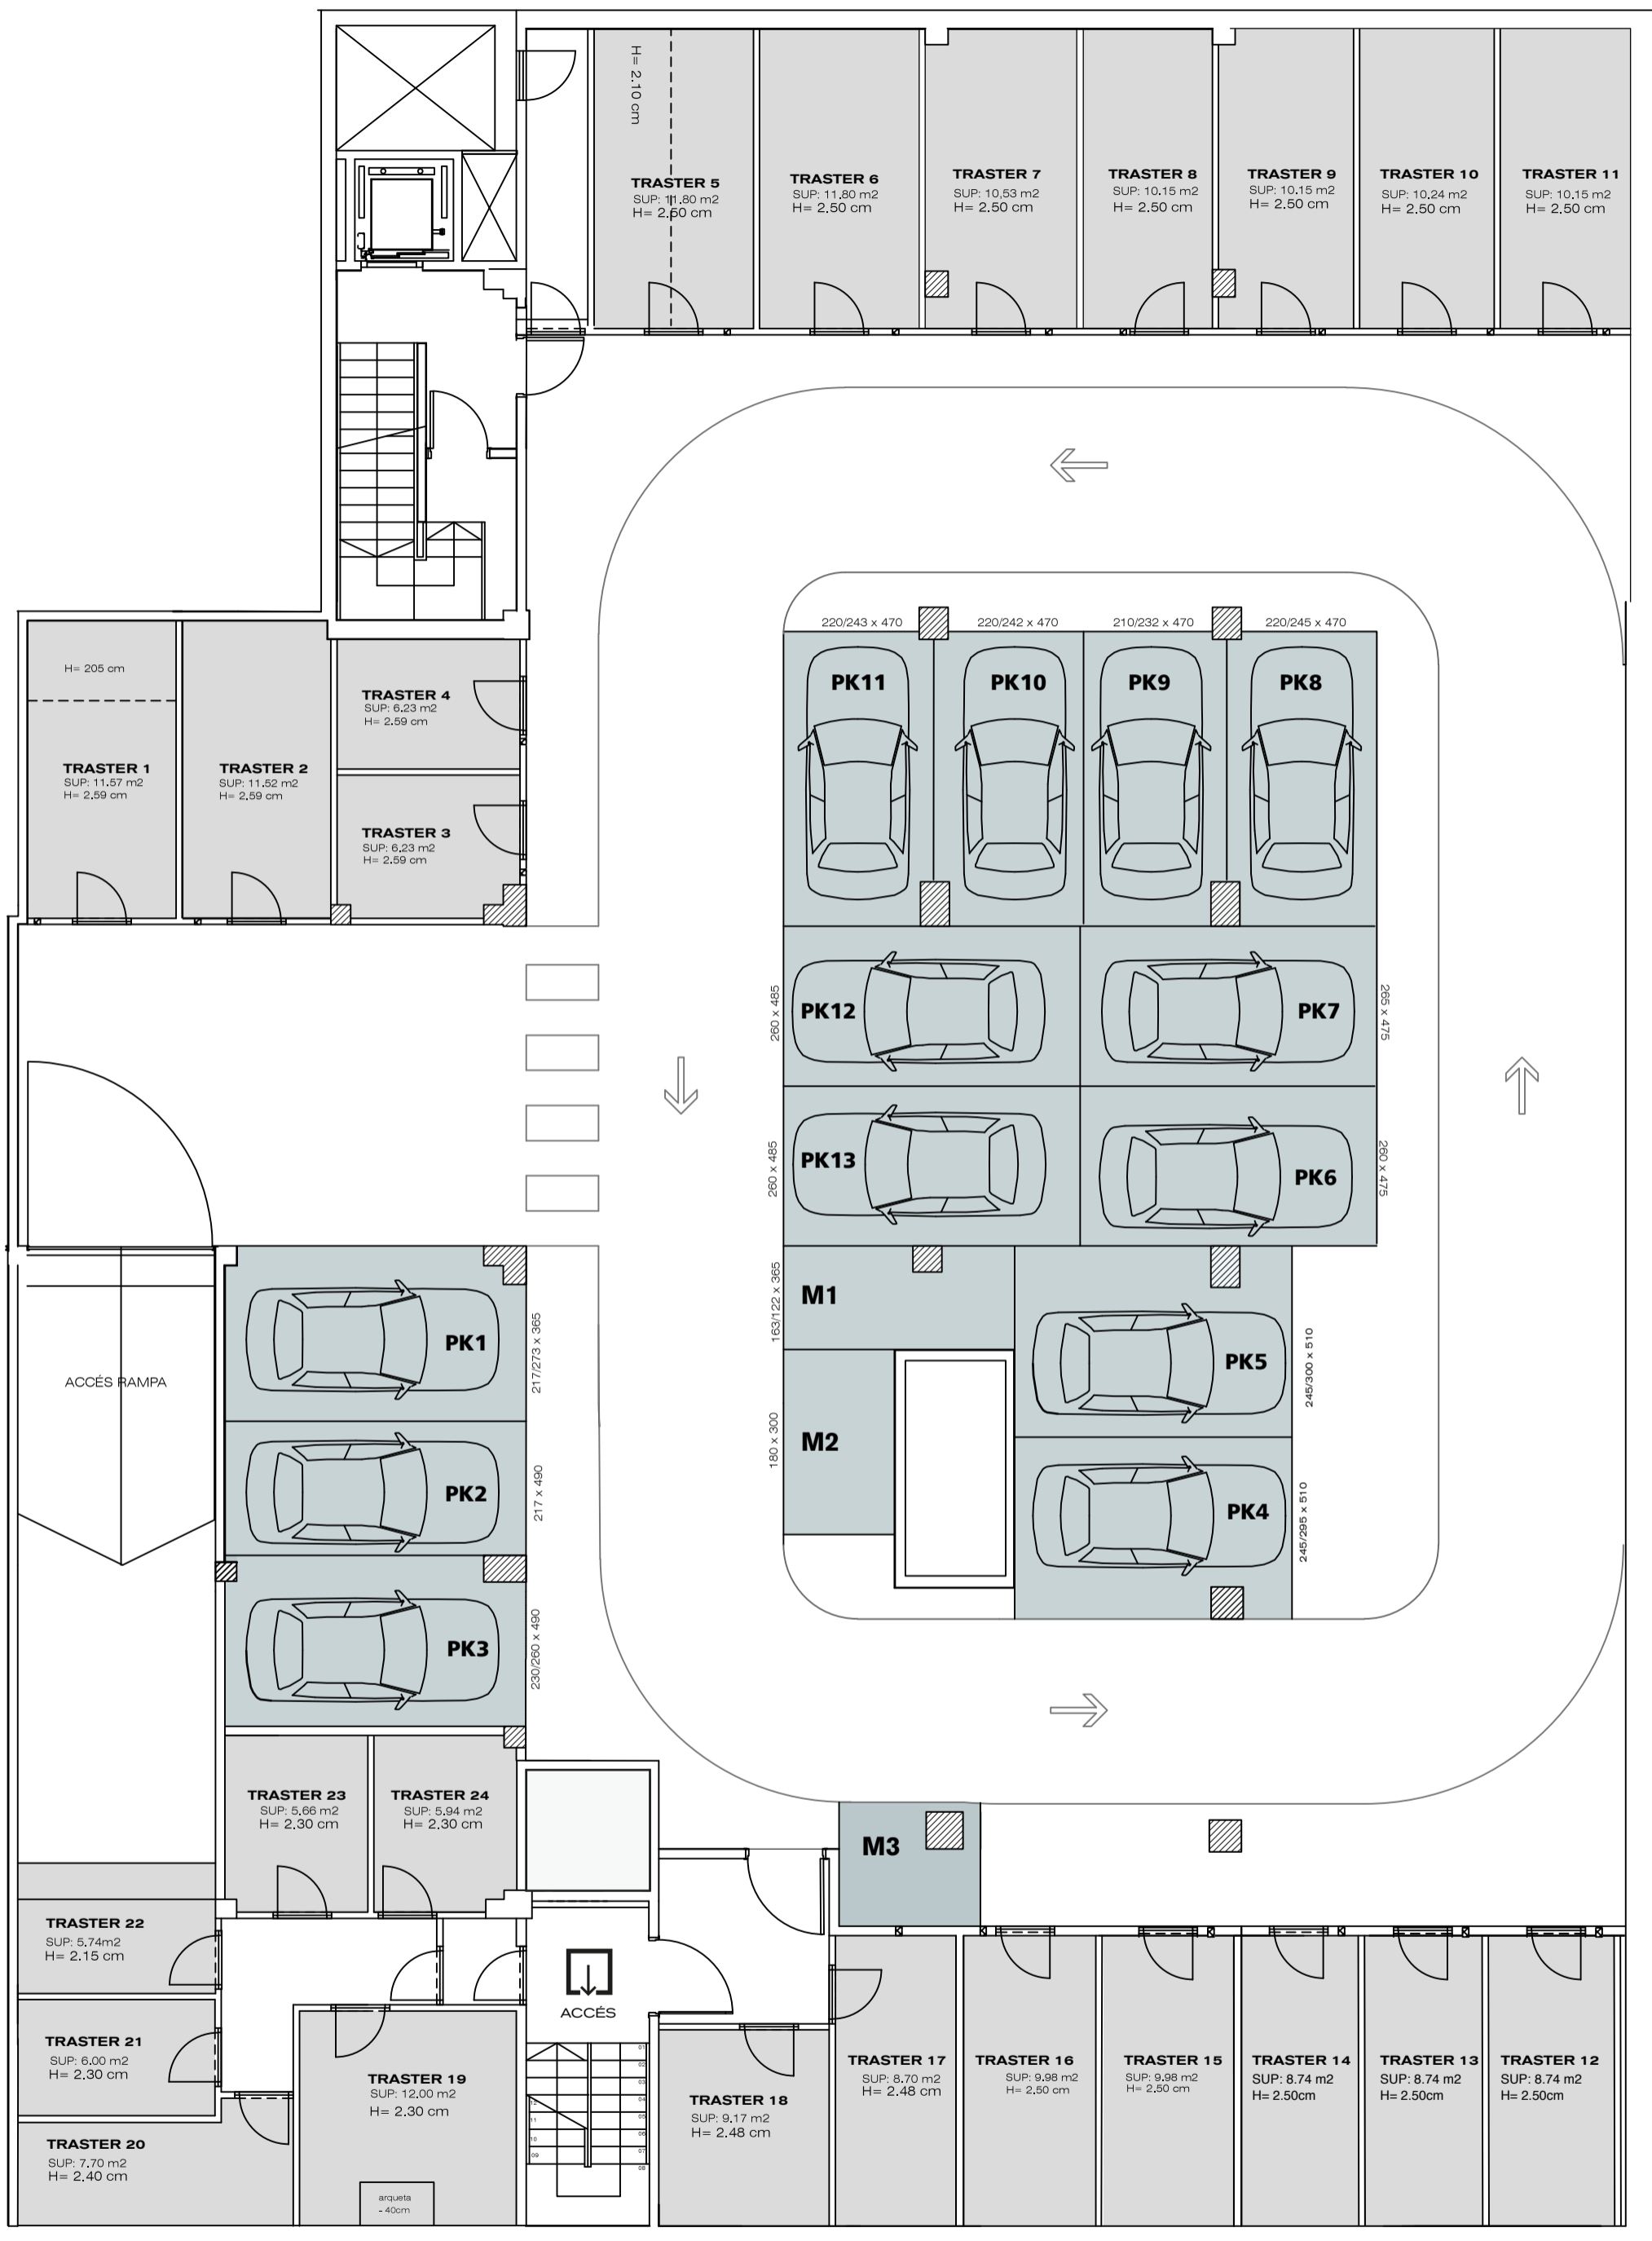 H= 2.10 cm
TRASTER 5
SUP: 11.80 m2
H= 2.50 cm
TRASTER 6
SUP: 11.80 m2
H= 2.50 cm
TRASTER 7
SUP: 10,53 m2
H= 2.50 cm
TRASTER 8
SUP: 10.15 m2
H= 2.50 cm
TRASTER 9
SUP: 10.15 m2
H= 2.50 cm
TRASTER 10
SUP: 10,24 m2
H= 2.50 cm
TRASTER 11
SUP: 10.15 m2
H= 2.50 cm
H= 205 cm
TRASTER 1
SUP: 11.57 m2
H= 2.59 cm
TRASTER 2
SUP: 11.52 m2
H= 2.59 cm
TRASTER 4
SUP: 6.23 m2
H= 2.59 cm
TRASTER 3
SUP: 6.23 m2
H= 2.59 cm
220/243 x 470
220/242 x 470
210/232 x 470
220/245 x 470
PK11
PK10
PK9
PK8
260 x 485
PK12
PK7
265 x 475
260 x 485
PK13
PK6
260 x 475
163/122 x 365
M1
PK5
245/300 x 510
180 x 300
M2
PK4
245/295 x 510
ACCÉS RAMPA
PK1
217/273 x 365
PK2
217 x 490
PK3
230/260 x 490
TRASTER 23
SUP: 5.66 m2
H= 2.30 cm
TRASTER 24
SUP: 5.94 m2
H= 2.30 cm
M3
TRASTER 22
SUP: 5.74m2
H= 2.15 cm
TRASTER 21
SUP: 6.00 m2
H= 2.30 cm
TRASTER 20
SUP: 7.70 m2
H= 2.40 cm
TRASTER 19
SUP: 12.00 m2
H= 2.30 cm
arqueta
- 40cm
ACCÉS
01
02
03
04
05
06
07
08
12
11
10
09
TRASTER 18
SUP: 9.17 m2
H= 2.48 cm
TRASTER 17
SUP: 8.70 m2
H= 2.48 cm
TRASTER 16
SUP: 9.98 m2
H= 2.50 cm
TRASTER 15
SUP: 9.98 m2
H= 2.50 cm
TRASTER 14
SUP: 8.74 m2
H= 2.50cm
TRASTER 13
SUP: 8.74 m2
H= 2.50cm
TRASTER 12
SUP: 8.74 m2
H= 2.50cm